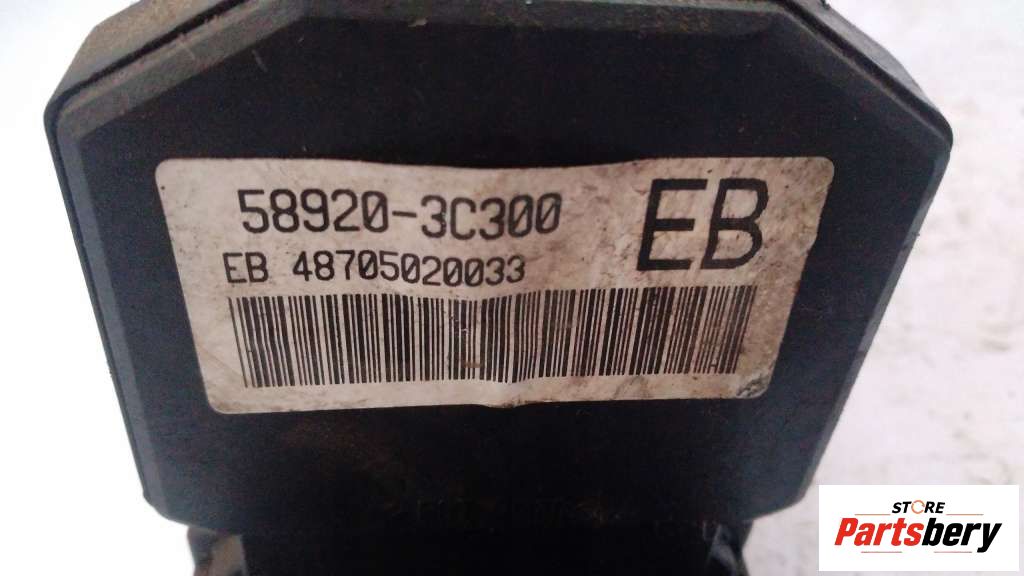 58920-3C300
EB
EB 48705020033
STORE
Partsbery